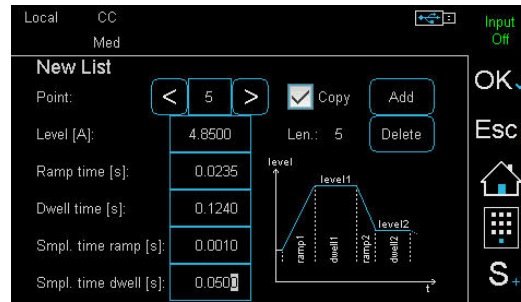 Local CC
Med
Input
Off
New List
Point: < 5 > Copy Add
Level [A]: 4.8500 Len.: 5 Delete
Ramp time [s]: 0.0235
Dwell time [s]: 0.1240
Smpl. time ramp [s]: 0.0010
Smpl. time dwell [s]: 0.0500
level
level1
level2
ramp1
dwell1
ramp2
dwell2
t
OK
Esc
S+